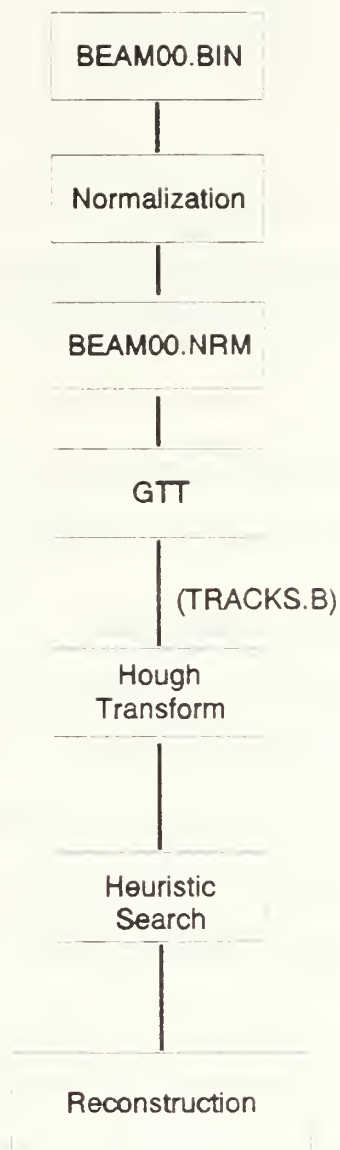 BEAM00.BIN
Normalization
BEAM00.NRM
GTT
(TRACKS.B)
Hough
Transform
Heuristic
Search
Reconstruction